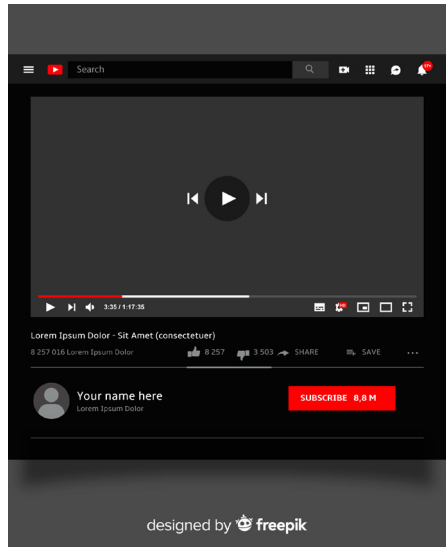 Search
3:35 / 1:17:35
HD
Lorem Ipsum Dolor - Sit Amet (consectetuer)
8 257 016 Lorem Ipsum Dolor 8 257 3 503 SHARE SAVE
Your name here
Lorem Ipsum Dolor
SUBSCRIBE 8,8 M
designed by freepik